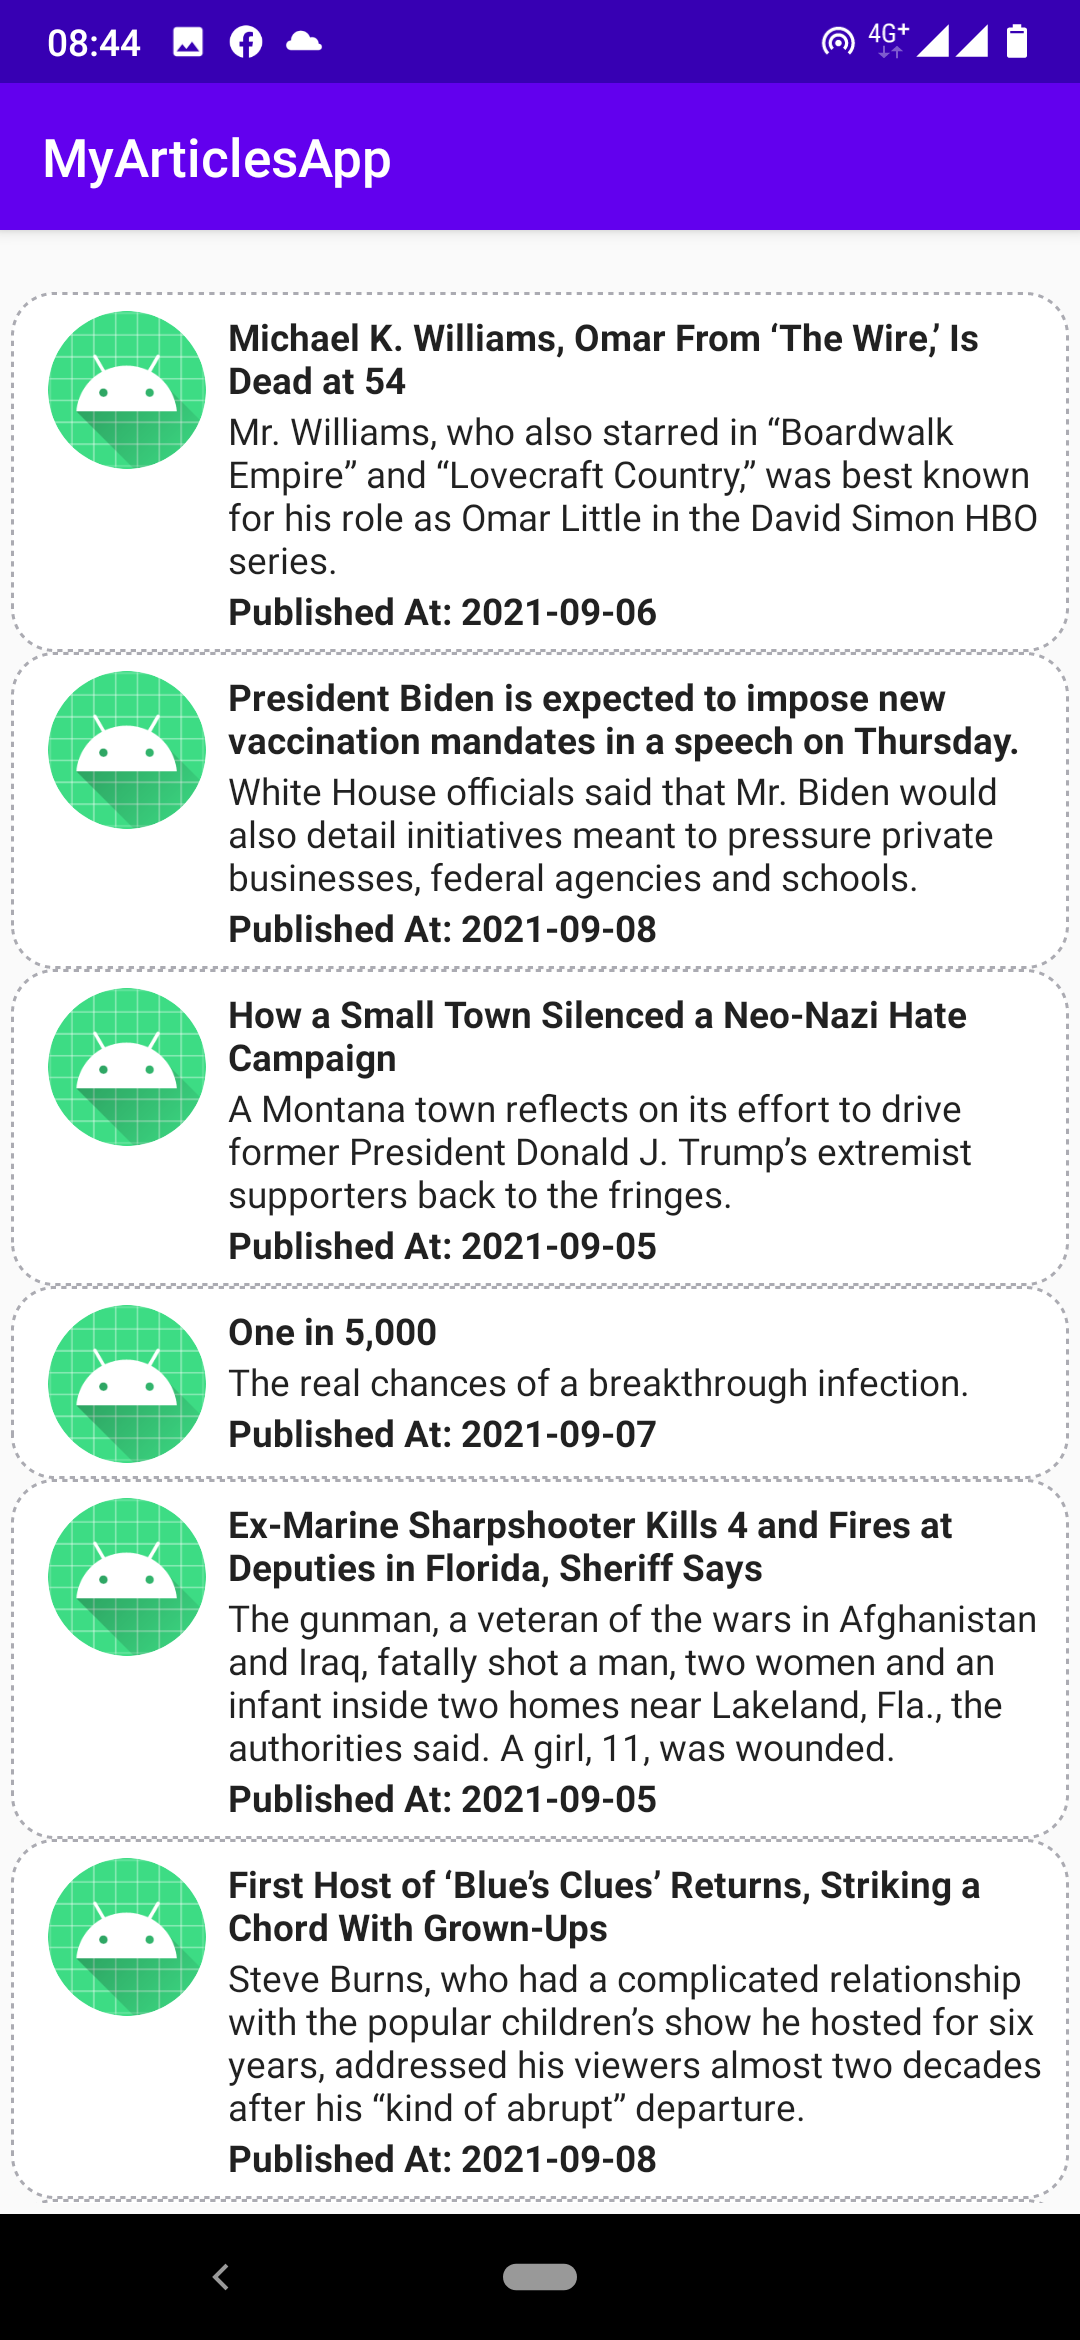 08:44
4G+
MyArticlesApp
Michael K. Williams, Omar From ‘The Wire,’ Is
Dead at 54
Mr. Williams, who also starred in “Boardwalk
Empire” and “Lovecraft Country,” was best known
for his role as Omar Little in the David Simon HBO
series.
Published At: 2021-09-06
President Biden is expected to impose new
vaccination mandates in a speech on Thursday.
White House officials said that Mr. Biden would
also detail initiatives meant to pressure private
businesses, federal agencies and schools.
Published At: 2021-09-08
How a Small Town Silenced a Neo-Nazi Hate
Campaign
A Montana town reflects on its effort to drive
former President Donald J. Trump’s extremist
supporters back to the fringes.
Published At: 2021-09-05
One in 5,000
The real chances of a breakthrough infection.
Published At: 2021-09-07
Ex-Marine Sharpshooter Kills 4 and Fires at
Deputies in Florida, Sheriff Says
The gunman, a veteran of the wars in Afghanistan
and Iraq, fatally shot a man, two women and an
infant inside two homes near Lakeland, Fla., the
authorities said. A girl, 11, was wounded.
Published At: 2021-09-05
First Host of ‘Blue’s Clues’ Returns, Striking a
Chord With Grown-Ups
Steve Burns, who had a complicated relationship
with the popular children’s show he hosted for six
years, addressed his viewers almost two decades
after his “kind of abrupt” departure.
Published At: 2021-09-08